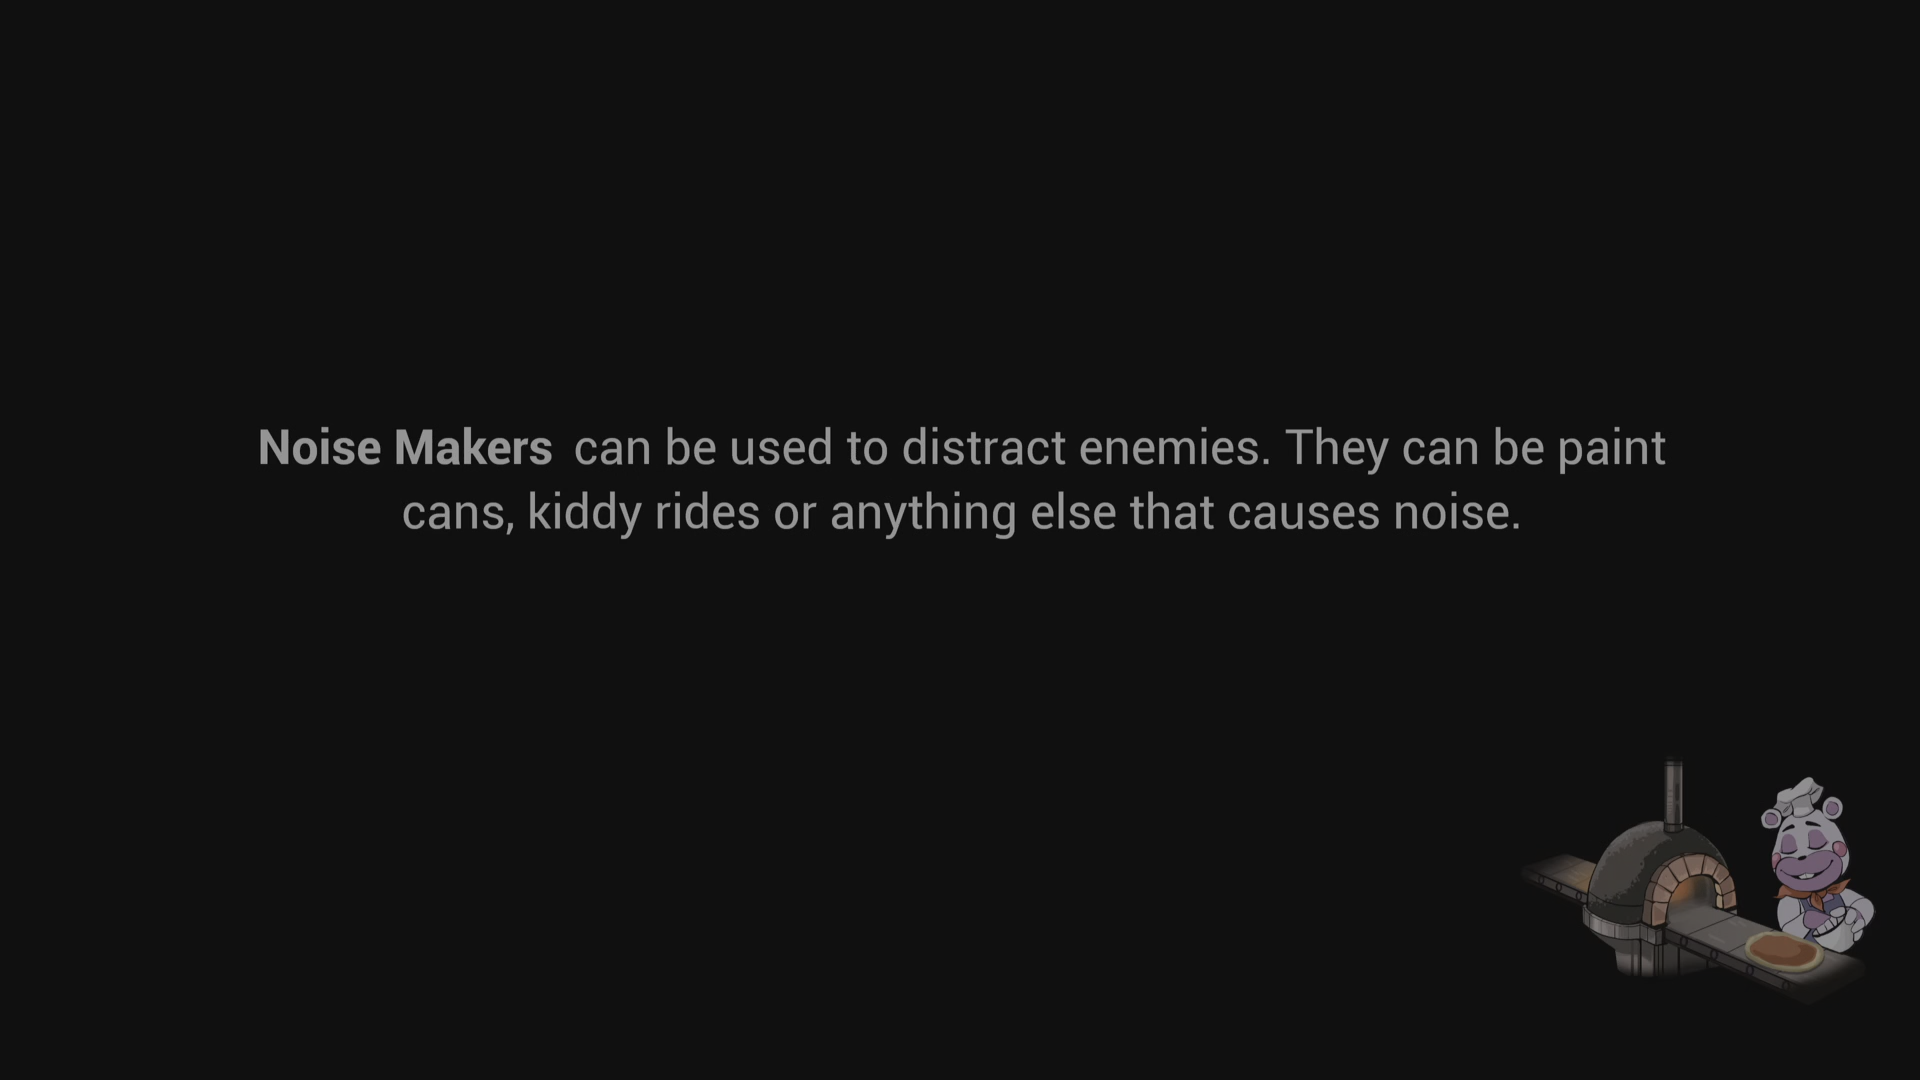 Noise Makers can be used to distract enemies. They can be paint
cans, kiddy rides or anything else that causes noise.